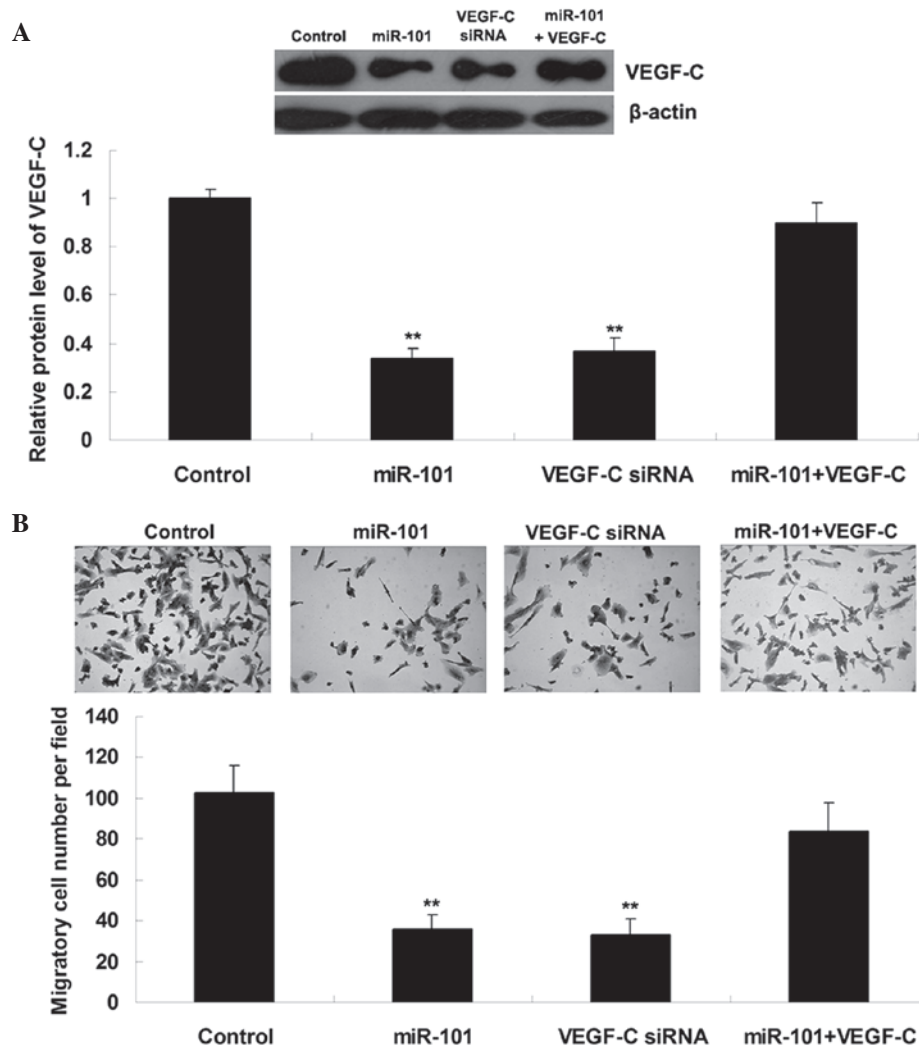 A
Control
miR-101
VEGF-C
siRNA
miR-101
+ VEGF-C
VEGF-C
β-actin
Relative protein level of VEGF-C
1.2
1
0.8
0.6
0.4
0.2
0
**
**
Control
miR-101
VEGF-C siRNA
miR-101+VEGF-C
B
Control
miR-101
VEGF-C siRNA
miR-101+VEGF-C
Migratory cell number per field
140
120
100
80
60
40
20
0
**
**
Control
miR-101
VEGF-C siRNA
miR-101+VEGF-C